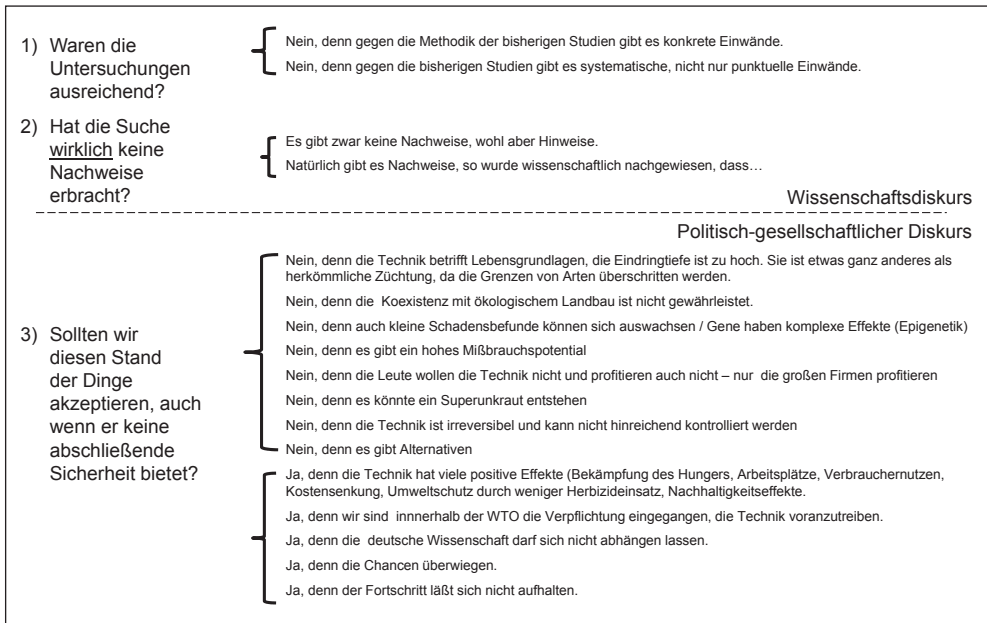 1) Waren die
Untersuchungen
ausreichend?
Nein, denn gegen die Methodik der bisherigen Studien gibt es konkrete Einwände.
Nein, denn gegen die bisherigen Studien gibt es systematische, nicht nur punktuelle Einwände.
2) Hat die Suche
wirklich keine
Nachweise
erbracht?
Es gibt zwar keine Nachweise, wohl aber Hinweise.
Natürlich gibt es Nachweise, so wurde wissenschaftlich nachgewiesen, dass…
Wissenschaftsdiskurs
Politisch-gesellschaftlicher Diskurs
3) Sollten wir
diesen Stand
der Dinge
akzeptieren, auch
wenn er keine
abschließende
Sicherheit bietet?
Nein, denn die Technik betrifft Lebensgrundlagen, die Eindringtiefe ist zu hoch. Sie ist etwas ganz anderes als
herkömmliche Züchtung, da die Grenzen von Arten überschritten werden.
Nein, denn die Koexistenz mit ökologischem Landbau ist nicht gewährleistet.
Nein, denn auch kleine Schadensbefunde können sich auswachsen / Gene haben komplexe Effekte (Epigenetik)
Nein, denn es gibt ein hohes Mißbrauchspotential
Nein, denn die Leute wollen die Technik nicht und profitieren auch nicht – nur die großen Firmen profitieren
Nein, denn es könnte ein Superunkraut entstehen
Nein, denn die Technik ist irreversibel und kann nicht hinreichend kontrolliert werden
Nein, denn es gibt Alternativen
Ja, denn die Technik hat viele positive Effekte (Bekämpfung des Hungers, Arbeitsplätze, Verbrauchernutzen,
Kostensenkung, Umweltschutz durch weniger Herbizideinsatz, Nachhaltigkeitseffekte.
Ja, denn wir sind innnerhalb der WTO die Verpflichtung eingegangen, die Technik voranzutreiben.
Ja, denn die deutsche Wissenschaft darf sich nicht abhängen lassen.
Ja, denn die Chancen überwiegen.
Ja, denn der Fortschritt läßt sich nicht aufhalten.